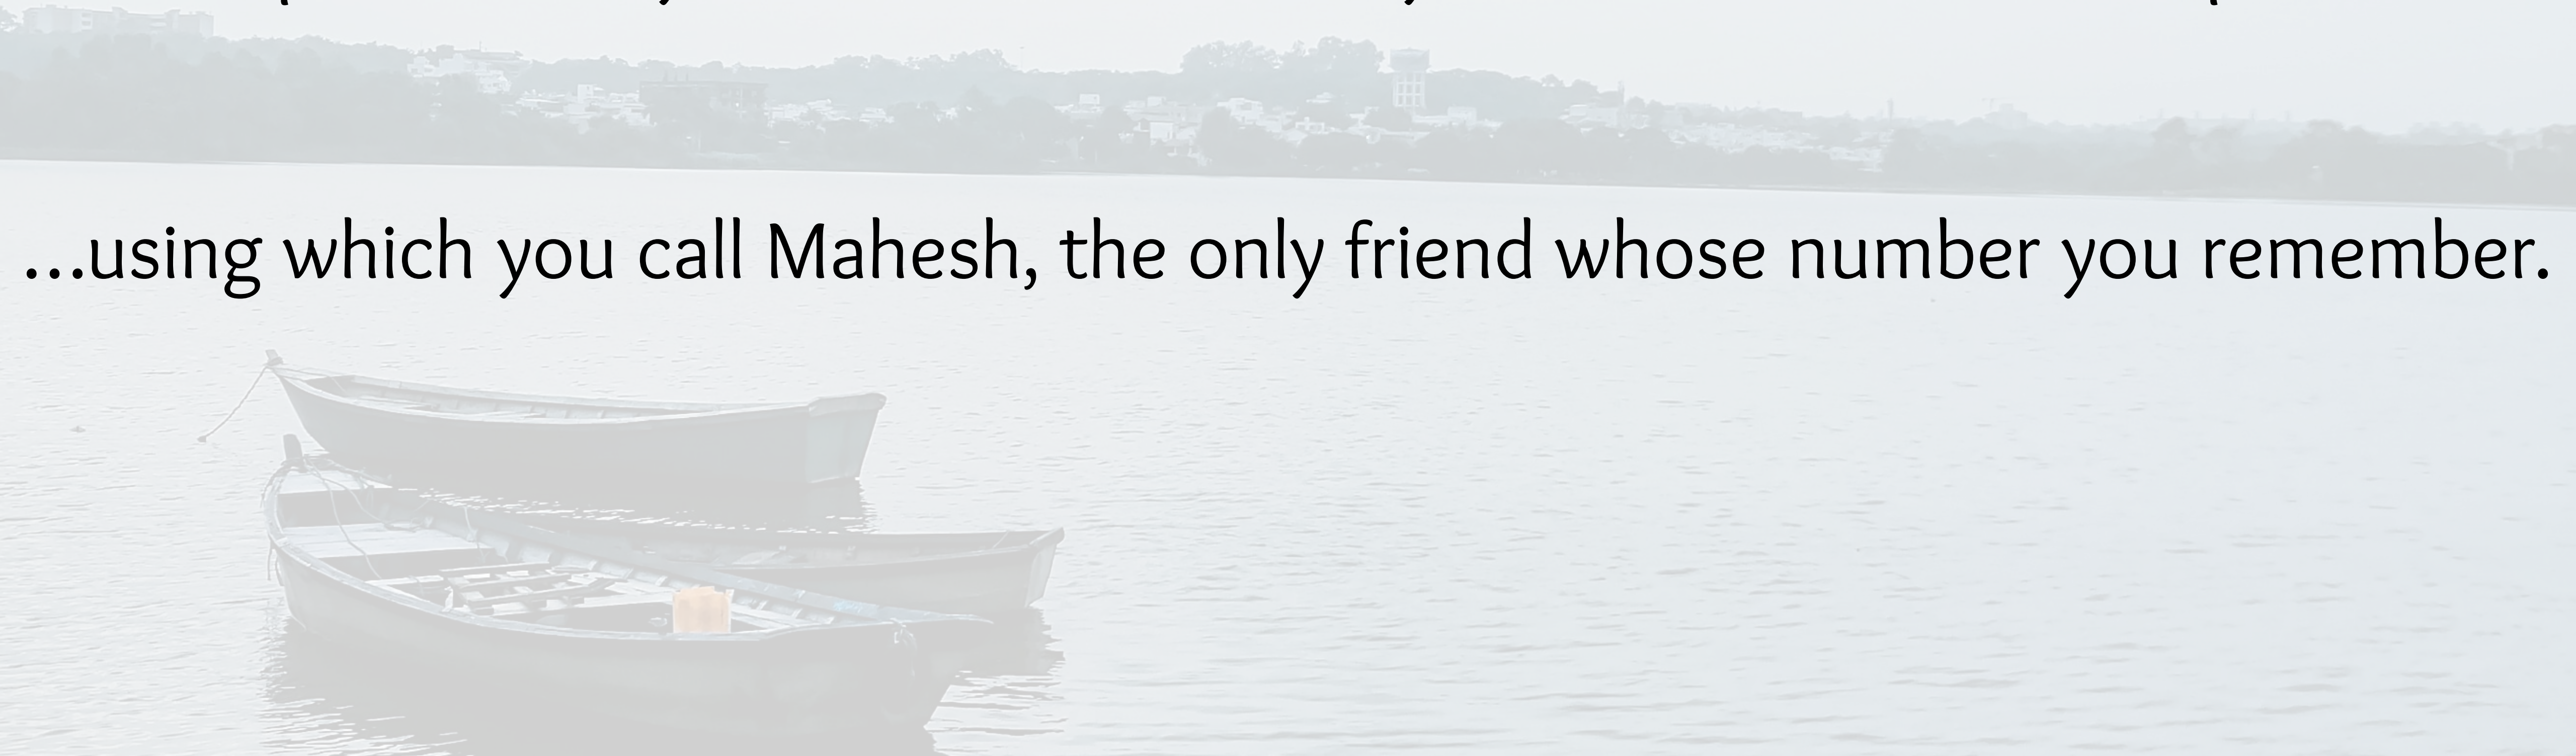 ...using which you call Mahesh, the only friend whose number you remember.